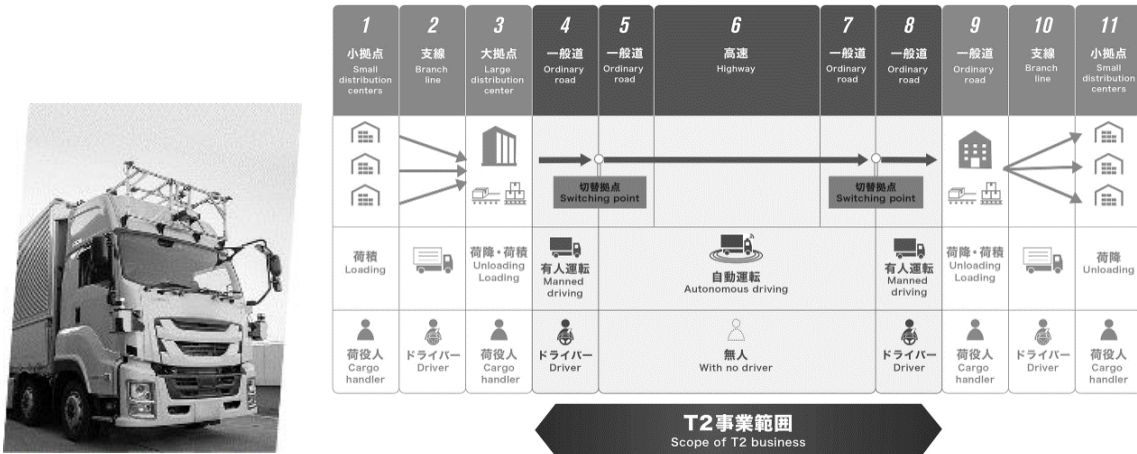 1
小拠点
Small
distribution
centers
2
支線
Branch
line
3
大拠点
Large
distribution
center
4
一般道
Ordinary
road
5
一般道
Ordinary
road
6
高速
Highway
7
一般道
Ordinary
road
8
一般道
Ordinary
road
9
一般道
Ordinary
road
10
支線
Branch
line
11
小拠点
Small
distribution
centers
切替拠点
Switching point
切替拠点
Switching point
荷積
Loading
荷降・荷積
Unloading
Loading
有人運転
Manned
driving
自動運転
Autonomous driving
有人運転
Manned
driving
荷降・荷積
Unloading
Loading
荷降
Unloading
荷役人
Cargo
handler
ドライバー
Driver
荷役人
Cargo
handler
ドライバー
Driver
無人
With no driver
ドライバー
Driver
荷役人
Cargo
handler
ドライバー
Driver
荷役人
Cargo
handler
T2事業範囲
Scope of T2 business